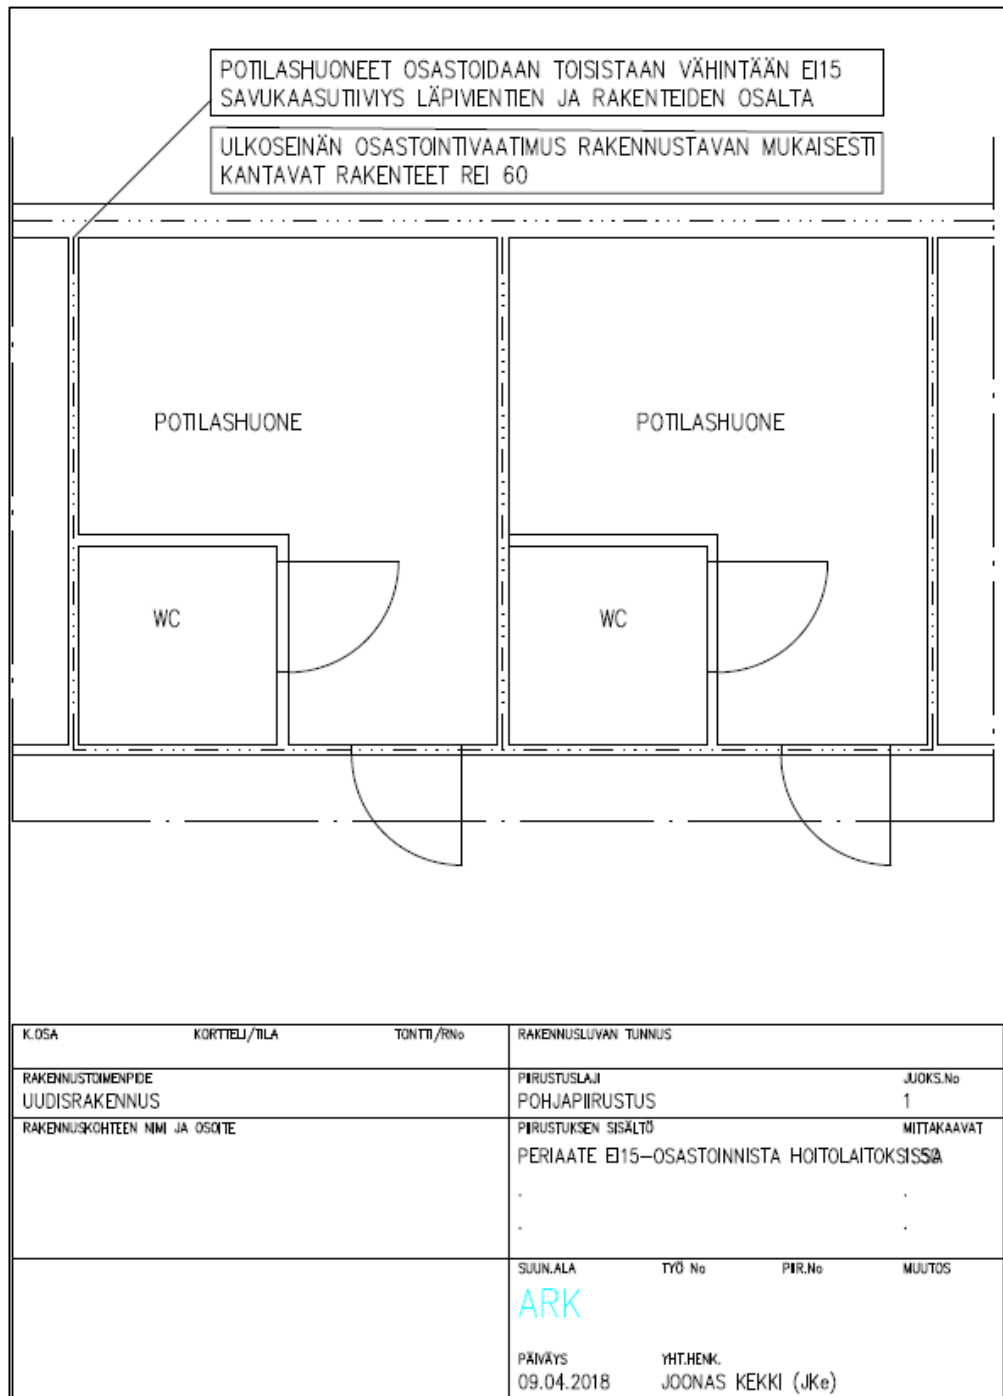 POTILASHUONEET OSASTOIDAAN TOISISTAAN VÄHINTÄÄN EI15
SAVUKAASUTIIVIYS LÄPIVIENTIEN JA RAKENTEIDEN OSALTA
ULKOSEINÄN OSASTOINTIVAATIMUS RAKENNUSTAVAN MUKAISESTI
KANTAVAT RAKENTEET REI 60
POTILASHUONE POTILASHUONE
WC WC
K.OSA KORTTELI/TILA TONTTI/RNo RAKENNUSLUVAN TUNNUS
RAKENNUSTOIMENPIDE PIIRUSTUSLAJI JUOKS.No
UUDISRAKENNUS POHJAPIIRUSTUS 1
RAKENNUSKOHTEEN NIMI JA OSOITE PIIRUSTUKSEN SISÄLTÖ MITTAKAAVAT
PERIAATE EI15-OSASTOINNISTA HOITOLAITOKSISSA
SUUN.ALA TYÖ No PIIR.No MUUTOS
ARK
PÄIVÄYS YHT.HENK.
09.04.2018 JOONAS KEKKI (JKe)